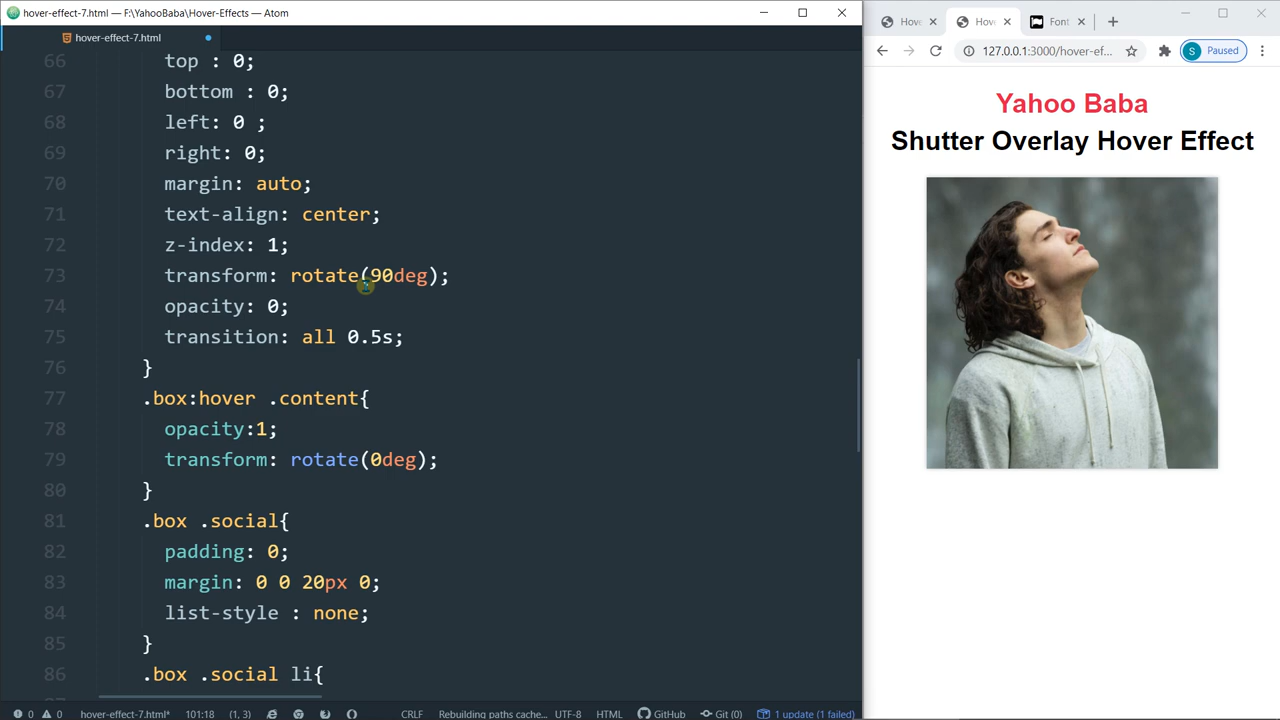 hover-effect-7.html — F:\YahooBaba\Hover-Effects — Atom
hover-effect-7.html
66 top : 0;
67 bottom : 0;
68 left: 0 ;
69 right: 0;
70 margin: auto;
71 text-align: center;
72 z-index: 1;
73 transform: rotate(90deg);
74 opacity: 0;
75 transition: all 0.5s;
76 }
77 .box:hover .content{
78 opacity:1;
79 transform: rotate(0deg);
80 }
81 .box .social{
82 padding: 0;
83 margin: 0 0 20px 0;
84 list-style : none;
85 }
86 .box .social li{
0 0 hover-effect-7.html* 101:18 (1, 3) CRLF Rebuilding paths cache... UTF-8 HTML GitHub Git (0) 1 update (1 failed)
Hove Hov Font
127.0.0.1:3000/hover-ef... S Paused
Yahoo Baba
Shutter Overlay Hover Effect